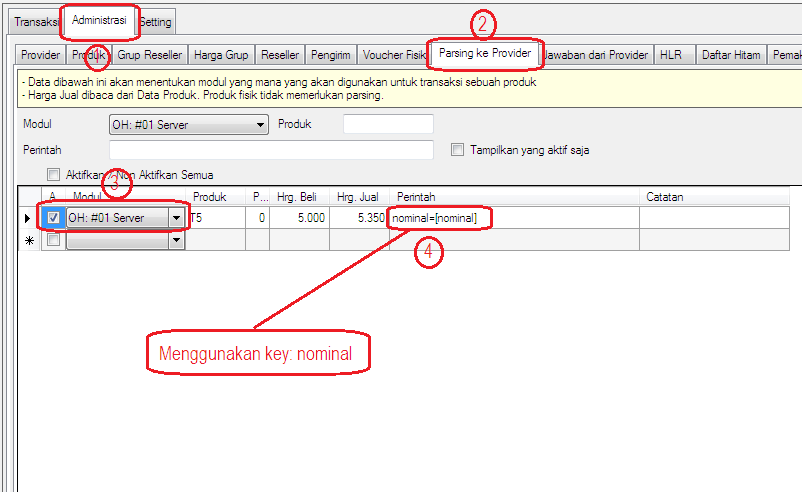 Transaksi Administrasi Setting
2
1
Provider Produk Grup Reseller Harga Grup Reseller Pengirim Voucher Fisik Parsing ke Provider Jawaban dari Provider HLR Daftar Hitam Pemak
- Data dibawah ini akan menentukan modul yang mana yang akan digunakan untuk transaksi sebuah produk
- Harga Jual dibaca dari Data Produk. Produk fisik tidak memerlukan parsing.
Modul OH: #01 Server Produk
Perintah Tampilkan yang aktif saja
Aktifkan / Non Aktifkan Semua
3
A Modul Produk P... Hrg. Beli Hrg. Jual Perintah Catatan
OH: #01 Server T5 0 5.000 5.350 nominal=[nominal]
4
Menggunakan key: nominal